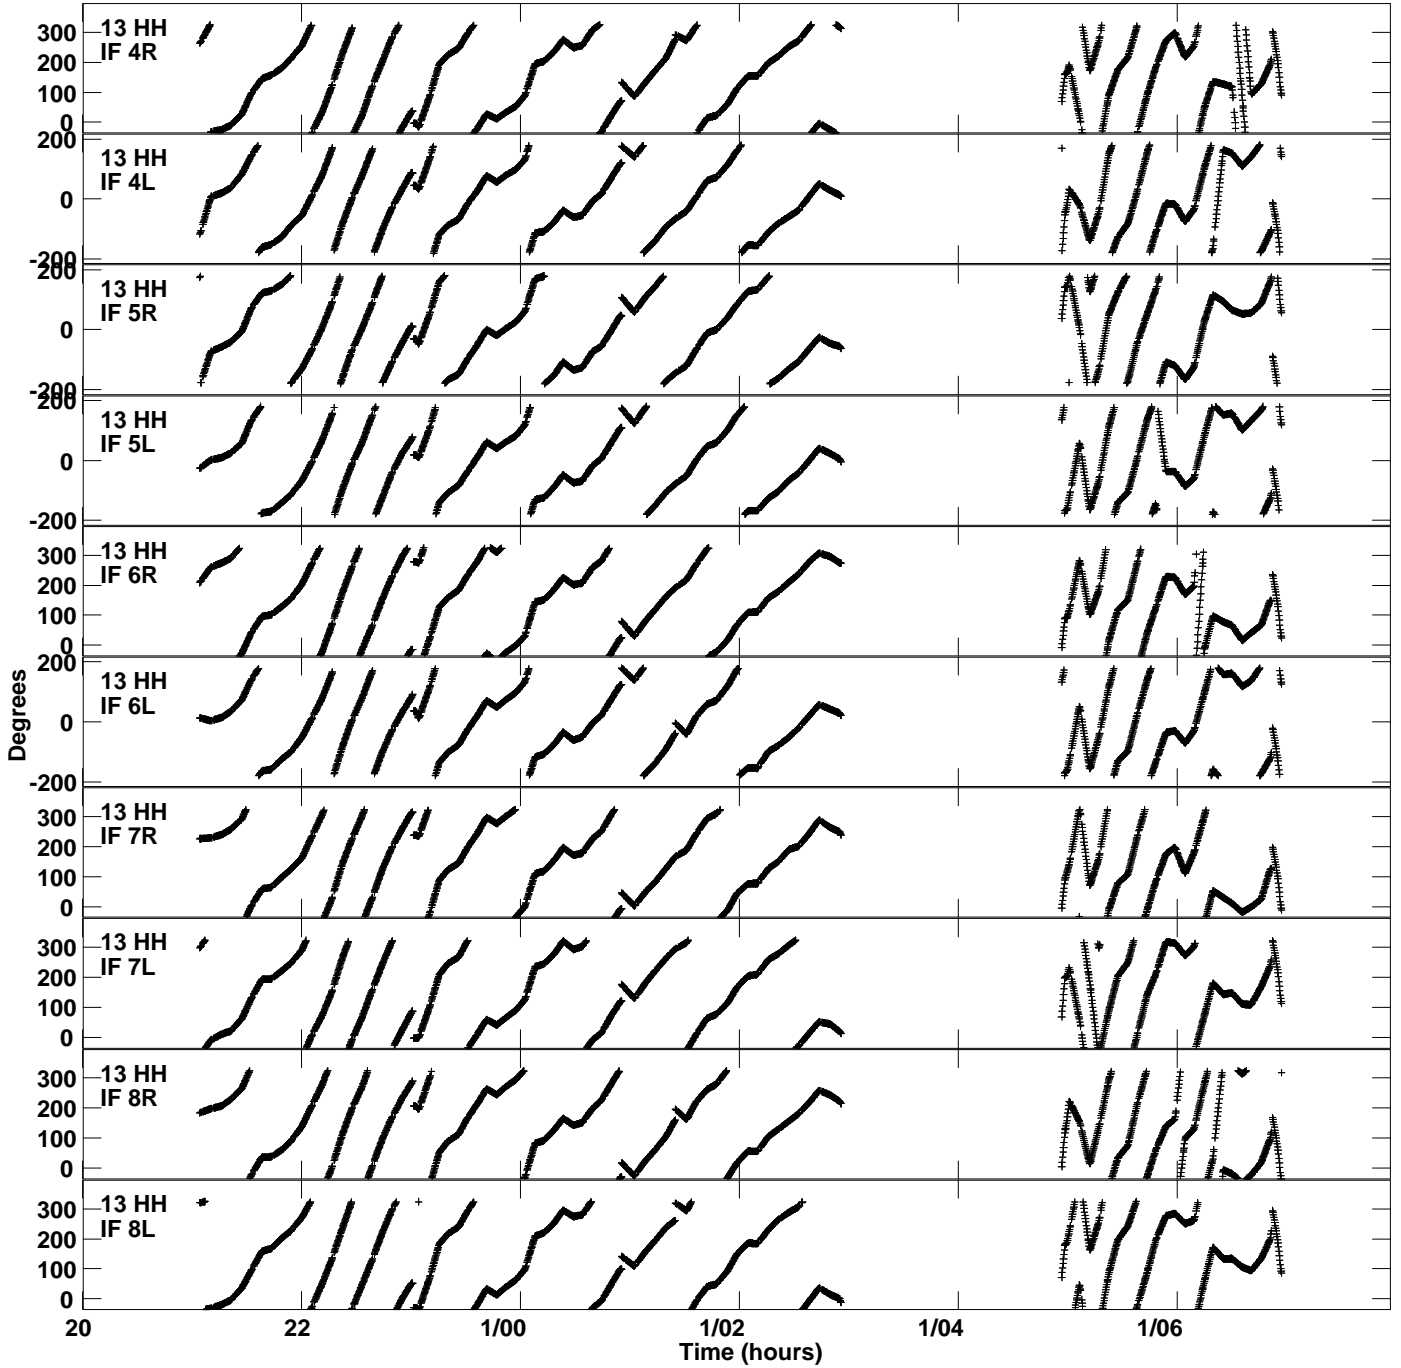 300
200
100
0
13 HH
IF 4R
200
0
-200
13 HH
IF 4L
200
0
-200
13 HH
IF 5R
200
0
-200
13 HH
IF 5L
300
200
100
0
13 HH
IF 6R
200
0
-200
13 HH
IF 6L
300
200
100
0
13 HH
IF 7R
300
200
100
0
13 HH
IF 7L
300
200
100
0
13 HH
IF 8R
300
200
100
0
13 HH
IF 8L
Degrees
20 22 1/00 1/02 1/04 1/06
Time (hours)